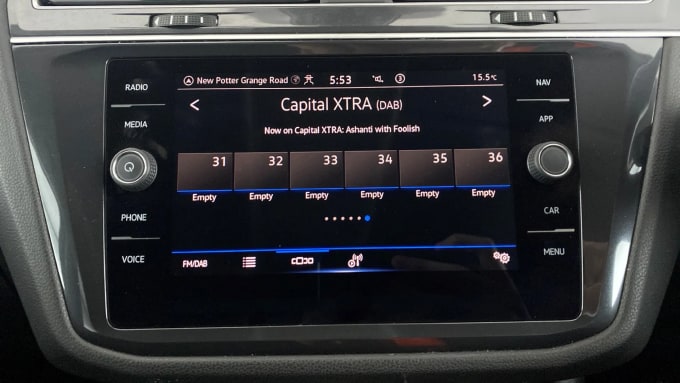 New Potter Grange Road 5:53 3 15.5°C
RADIO
MEDIA
PHONE
VOICE
Capital XTRA (DAB)
Now on Capital XTRA: Ashanti with Foolish
31 32 33 34 35 36
Empty Empty Empty Empty Empty Empty
FM/DAB
NAV
APP
CAR
MENU